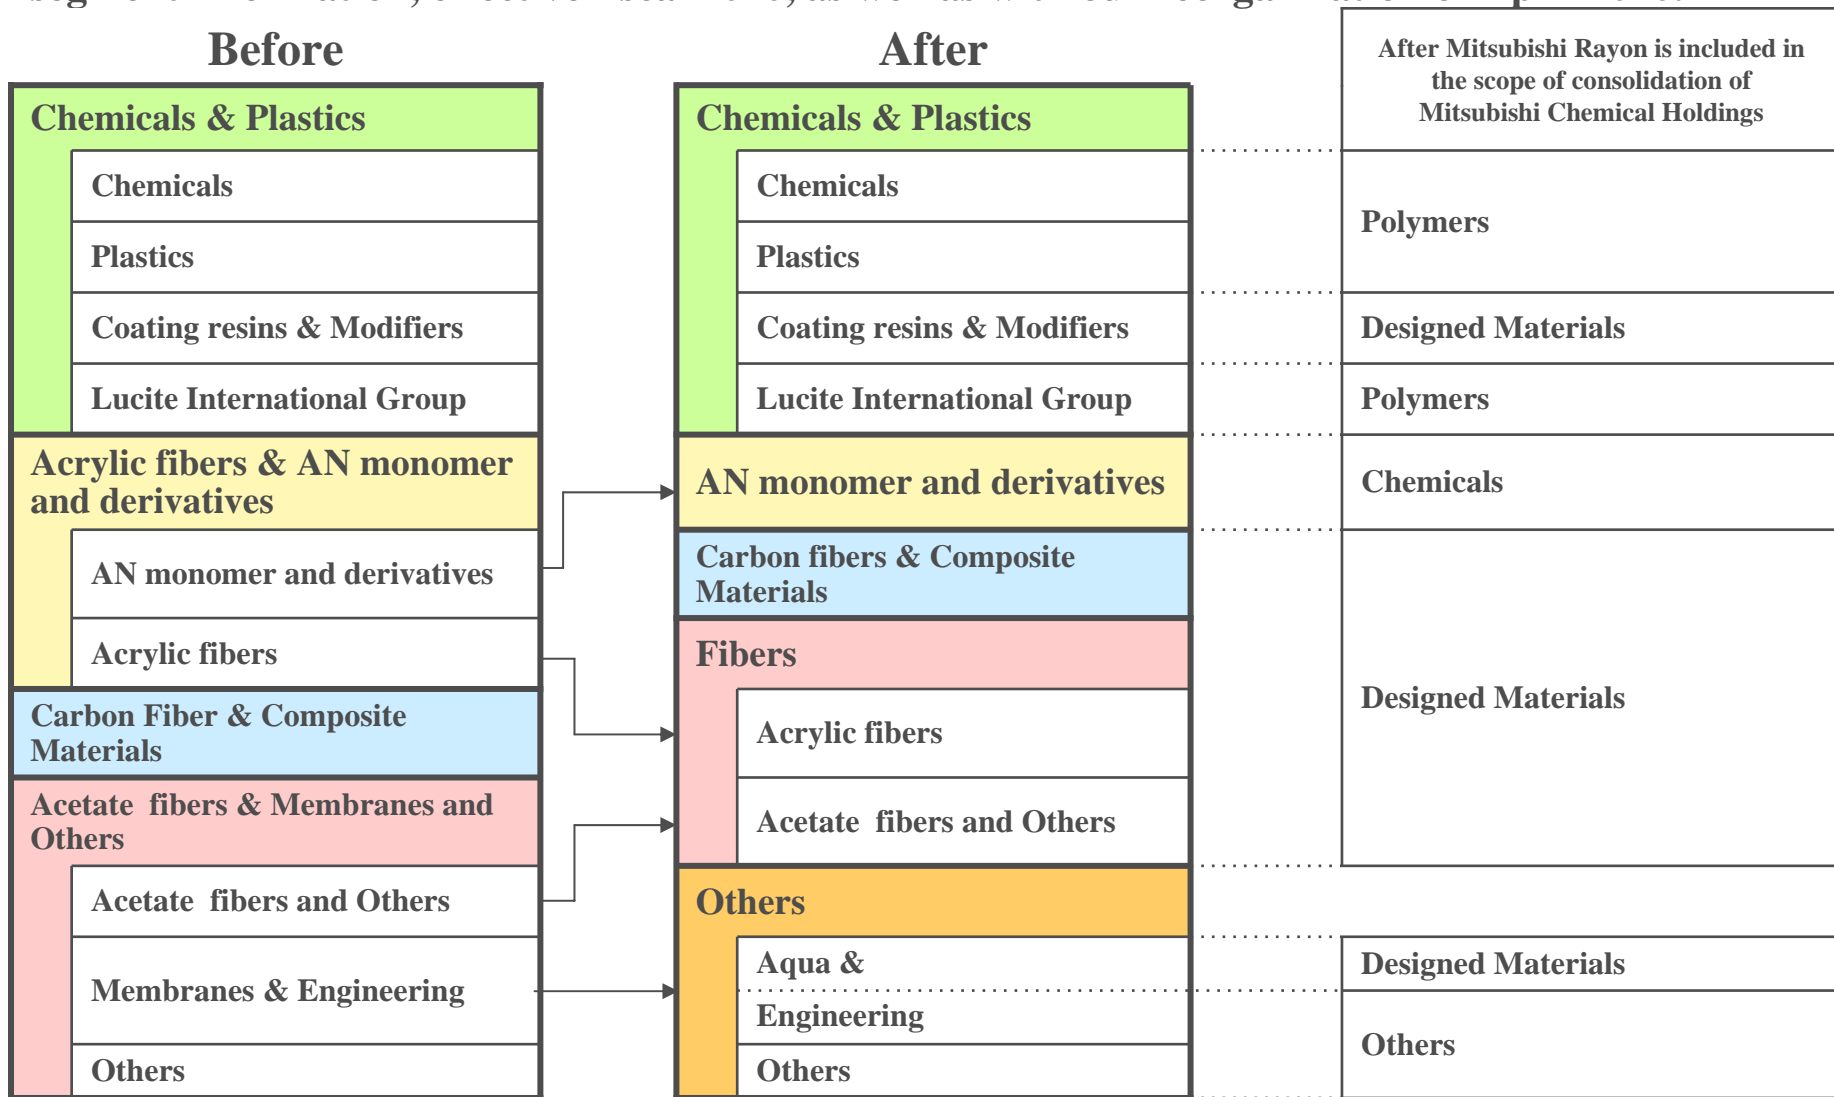 Before
Chemicals & Plastics
Chemicals
Plastics
Coating resins & Modifiers
Lucite International Group
Acrylic fibers & AN monomer
and derivatives
AN monomer and derivatives
Acrylic fibers
Carbon Fiber & Composite
Materials
Acetate fibers & Membranes and
Others
Acetate fibers and Others
Membranes & Engineering
Others
After
Chemicals & Plastics
Chemicals
Plastics
Coating resins & Modifiers
Lucite International Group
AN monomer and derivatives
Carbon fibers & Composite
Materials
Fibers
Acrylic fibers
Acetate fibers and Others
Others
Aqua &
Engineering
Others
After Mitsubishi Rayon is included in
the scope of consolidation of
Mitsubishi Chemical Holdings
Polymers
Designed Materials
Polymers
Chemicals
Designed Materials
Designed Materials
Others